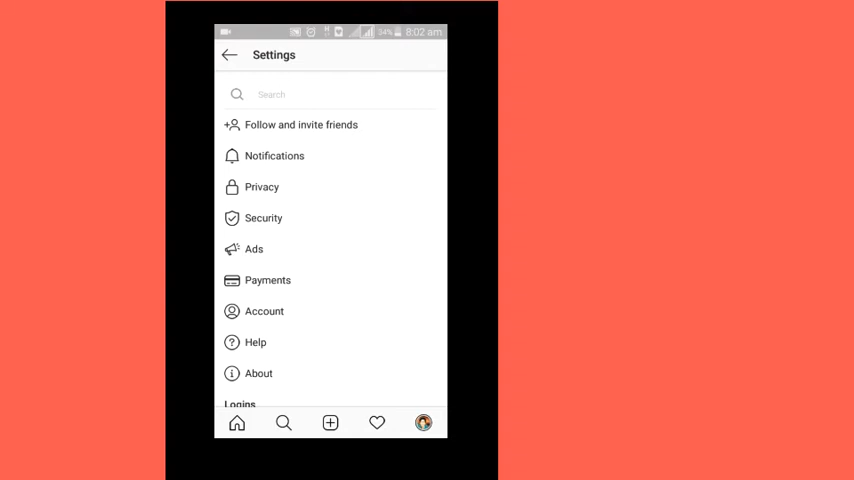 34% 8:02 am
Settings
Search
Follow and invite friends
Notifications
Privacy
Security
Ads
Payments
Account
Help
About
Logins